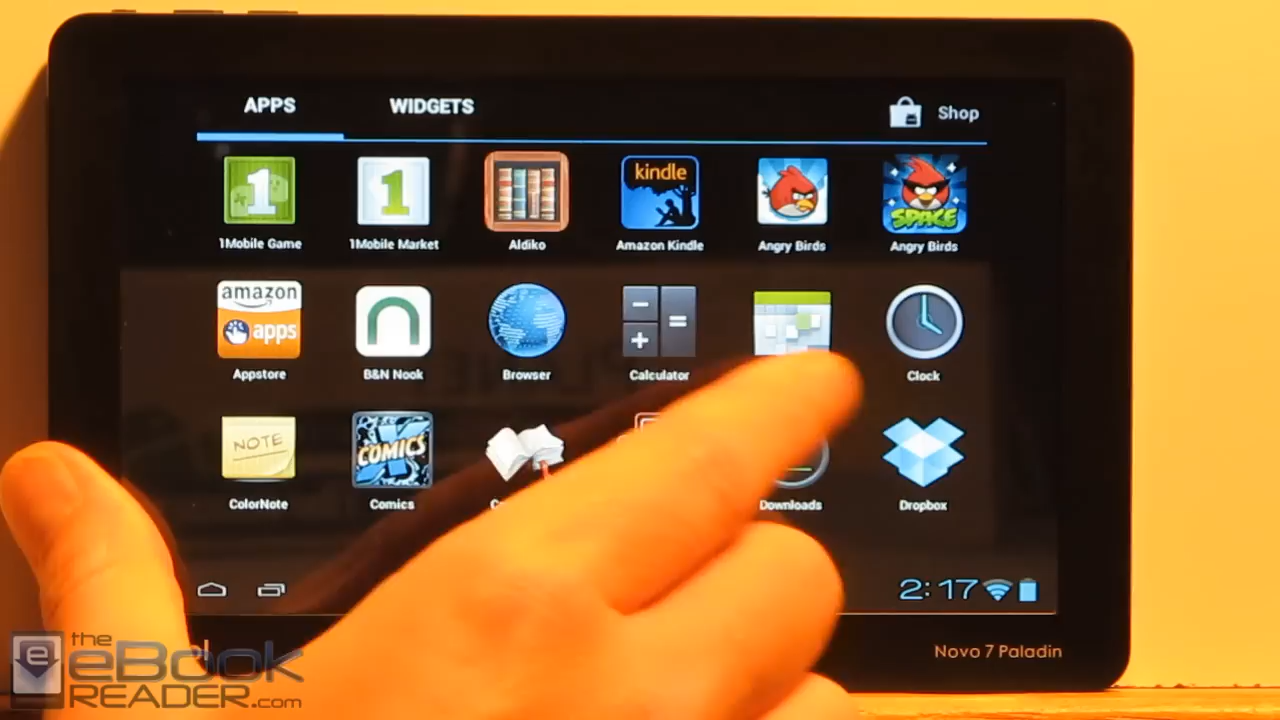 APPS WIDGETS Shop
1 1 kindle SPACE
1Mobile Game 1Mobile Market Aldiko Amazon Kindle Angry Birds Angry Birds
amazon
apps n
Appstore B&N Nook Browser Calculator Clock
NOTE COMICS
ColorNote Comics Downloads Dropbox
2:17
Novo 7 Paladin
the
eBook
READER.com